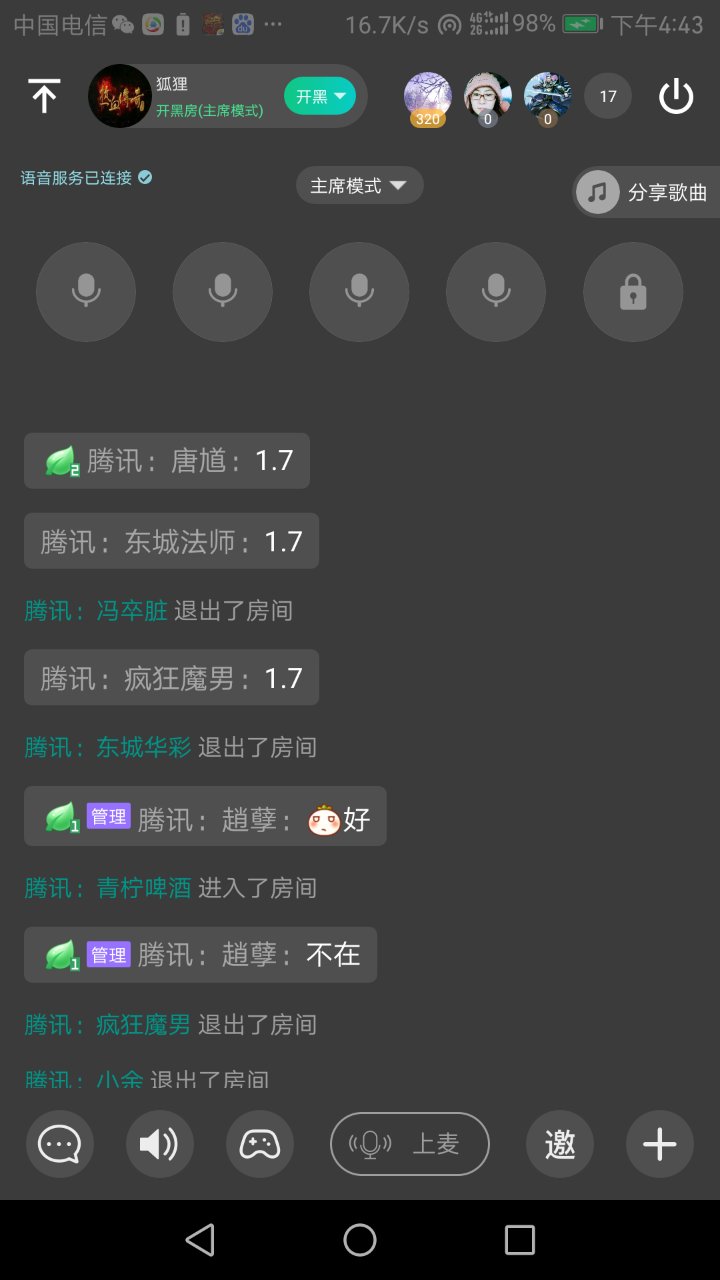 中国电信 16.7K/s 4G 2G 98% 下午4:43
狐狸
开黑房(主席模式)
开黑
320 0 0 17
语音服务已连接
主席模式
分享歌曲
2 腾讯：唐馗：1.7
腾讯：东城法师：1.7
腾讯：冯卒脏 退出了房间
腾讯：疯狂魔男：1.7
腾讯：东城华彩 退出了房间
1 管理 腾讯：趙孽：好
腾讯：青柠啤酒 进入了房间
1 管理 腾讯：趙孽：不在
腾讯：疯狂魔男 退出了房间
腾讯：小余 退出了房间
上麦 邀